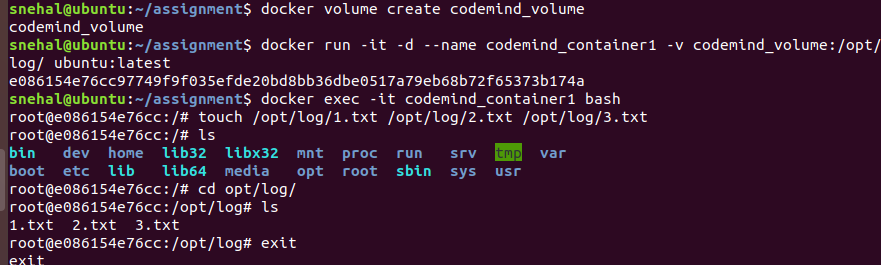 snehal@ubuntu:~/assignment$ docker volume create codemind_volume
codemind_volume
snehal@ubuntu:~/assignment$ docker run -it -d --name codemind_container1 -v codemind_volume:/opt/
log/ ubuntu:latest
e086154e76cc97749f9f035efde20bd8bb36dbe0517a79eb68b72f65373b174a
snehal@ubuntu:~/assignment$ docker exec -it codemind_container1 bash
root@e086154e76cc:/# touch /opt/log/1.txt /opt/log/2.txt /opt/log/3.txt
root@e086154e76cc:/# ls
bin   dev  home  lib32  libx32  mnt  proc  run   srv  tmp  var
boot  etc  lib   lib64  media   opt  root  sbin  sys  usr
root@e086154e76cc:/# cd opt/log/
root@e086154e76cc:/opt/log# ls
1.txt  2.txt  3.txt
root@e086154e76cc:/opt/log# exit
exit